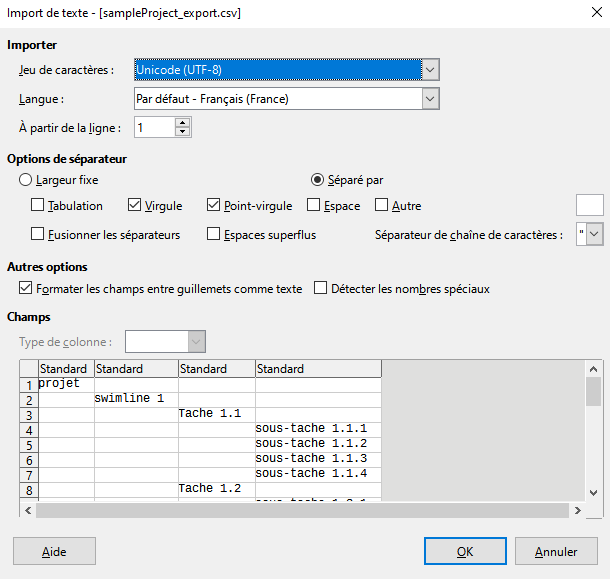 Import de texte - [sampleProject_export.csv]
Importer
Jeu de caractères : Unicode (UTF-8)
Langue : Par défaut - Français (France)
À partir de la ligne : 1
Options de séparateur
Largeur fixe Séparé par
Tabulation Virgule Point-virgule Espace Autre
Fusionner les séparateurs Espaces superflus Séparateur de chaîne de caractères : "
Autres options
Formater les champs entre guillemets comme texte Détecter les nombres spéciaux
Champs
Type de colonne :
Standard Standard Standard Standard
1 projet
2 swimline 1
3 Tache 1.1
4 sous-tache 1.1.1
5 sous-tache 1.1.2
6 sous-tache 1.1.3
7 sous-tache 1.1.4
8 Tache 1.2
Aide OK Annuler